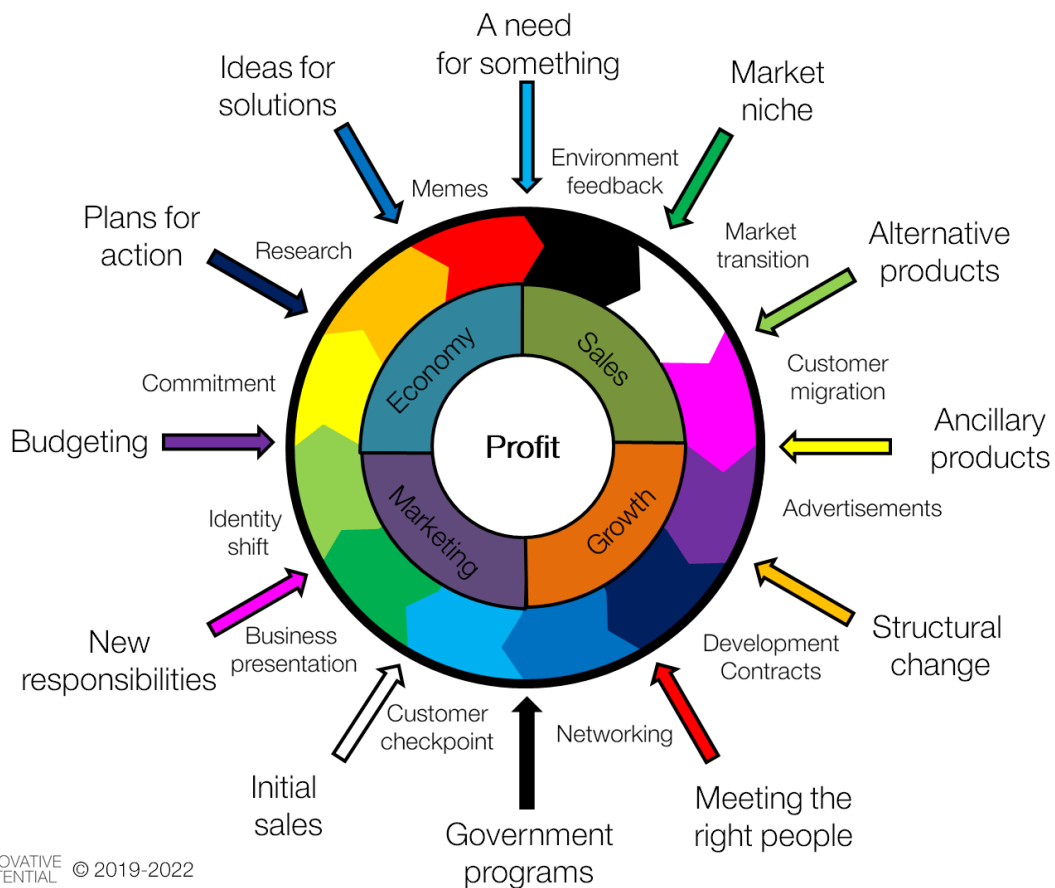 A need
for something
Ideas for
solutions
Market
niche
Environment
feedback
Memes
Plans for
action
Research
Market
transition
Alternative
products
Economy
Sales
Commitment
Customer
migration
Budgeting
Profit
Ancillary
products
Marketing
Growth
Identity
shift
Advertisements
New
responsibilities
Business
presentation
Development
Contracts
Structural
change
Customer
checkpoint
Networking
Initial
sales
Meeting the
right people
Government
programs
© 2019-2022